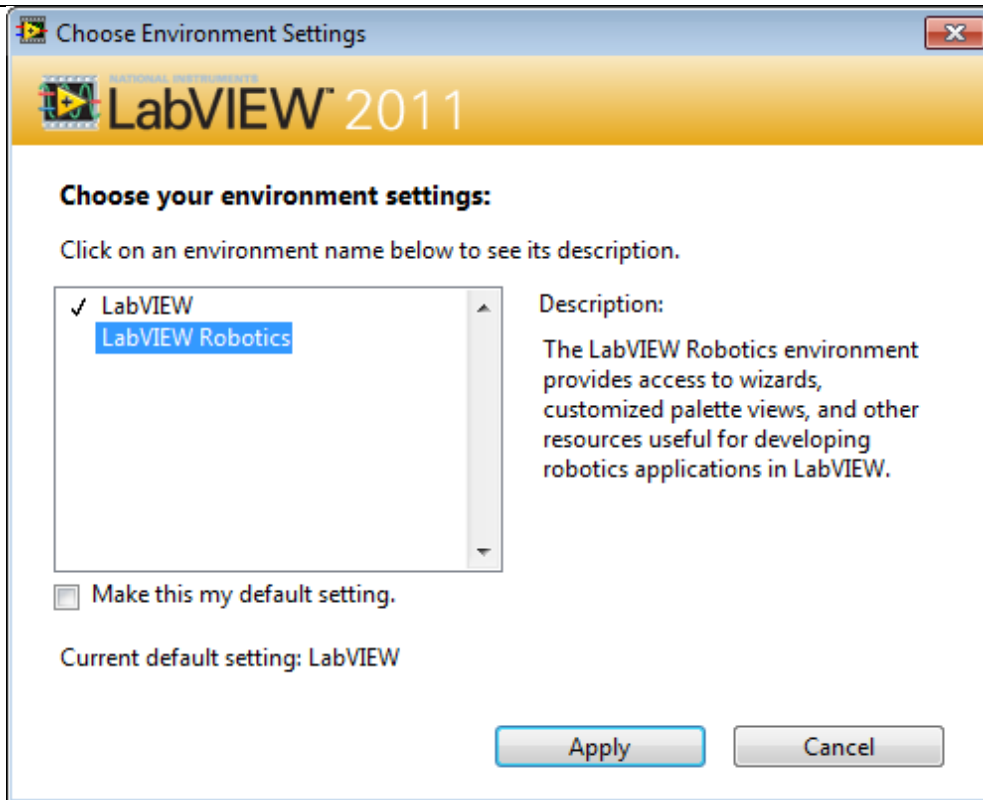 Choose Environment Settings
NATIONAL INSTRUMENTS
LabVIEW™ 2011
Choose your environment settings:
Click on an environment name below to see its description.
✓ LabVIEW
LabVIEW Robotics
Description:
The LabVIEW Robotics environment
provides access to wizards,
customized palette views, and other
resources useful for developing
robotics applications in LabVIEW.
Make this my default setting.
Current default setting: LabVIEW
Apply
Cancel